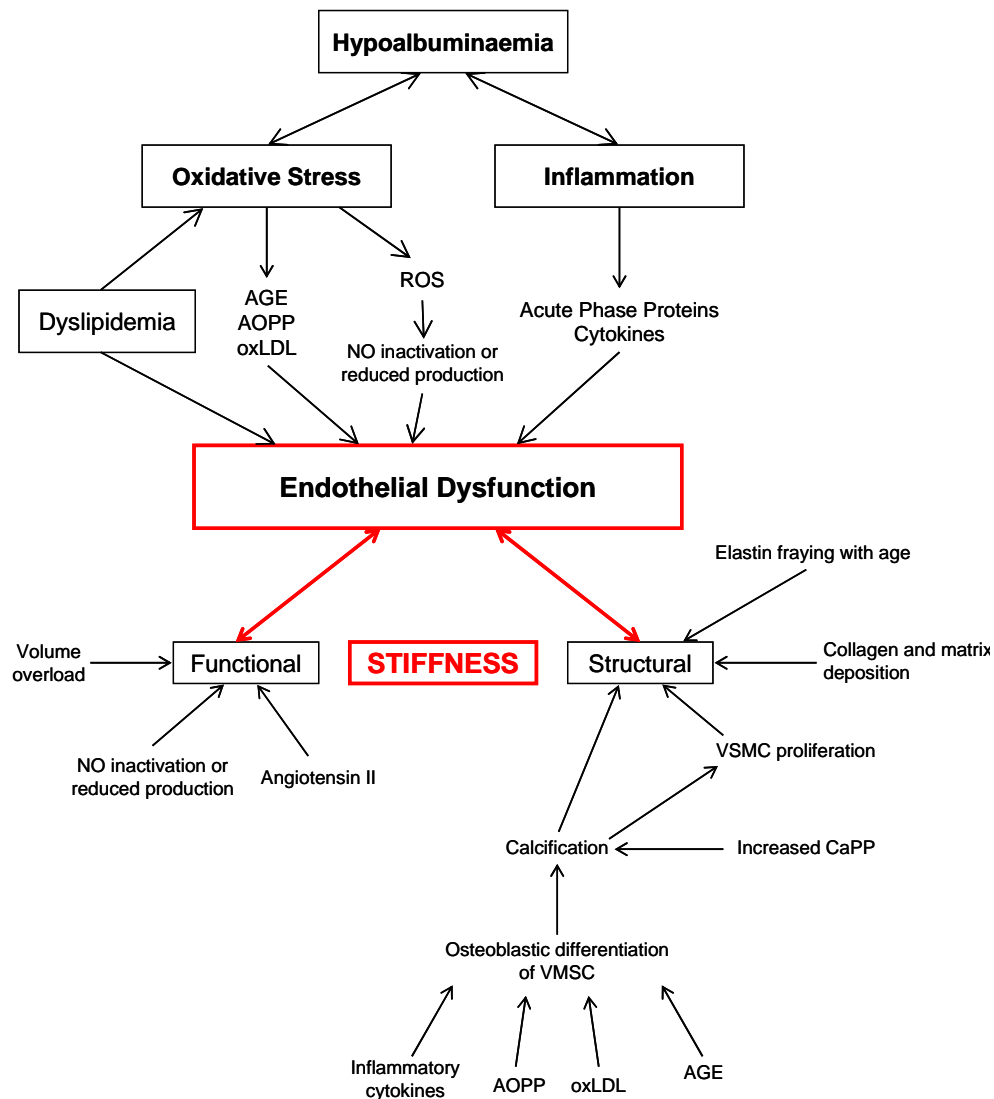 Hypoalbuminaemia
Oxidative Stress
Inflammation
Dyslipidemia
AGE
AOPP
oxLDL
ROS
NO inactivation or
reduced production
Acute Phase Proteins
Cytokines
Endothelial Dysfunction
Elastin fraying with age
Volume
overload
Functional
STIFFNESS
Structural
Collagen and matrix
deposition
NO inactivation or
reduced production
Angiotensin II
VSMC proliferation
Calcification
Increased CaPP
Osteoblastic differentiation
of VMSC
Inflammatory
cytokines
AOPP
oxLDL
AGE